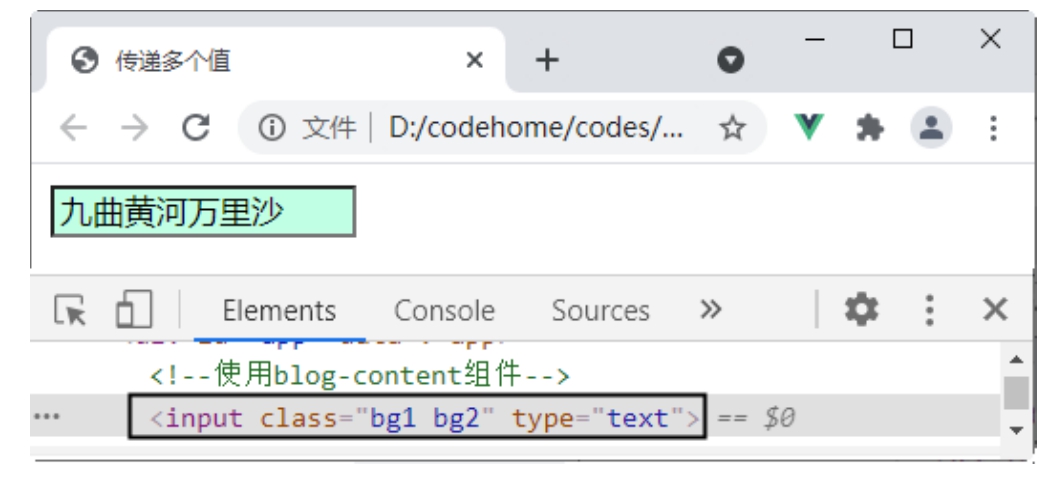 传递多个值
文件 D:/codehome/codes/...
九曲黄河万里沙
Elements Console Sources
<!--使用blog-content组件-->
<input class="bg1 bg2" type="text"> == $0